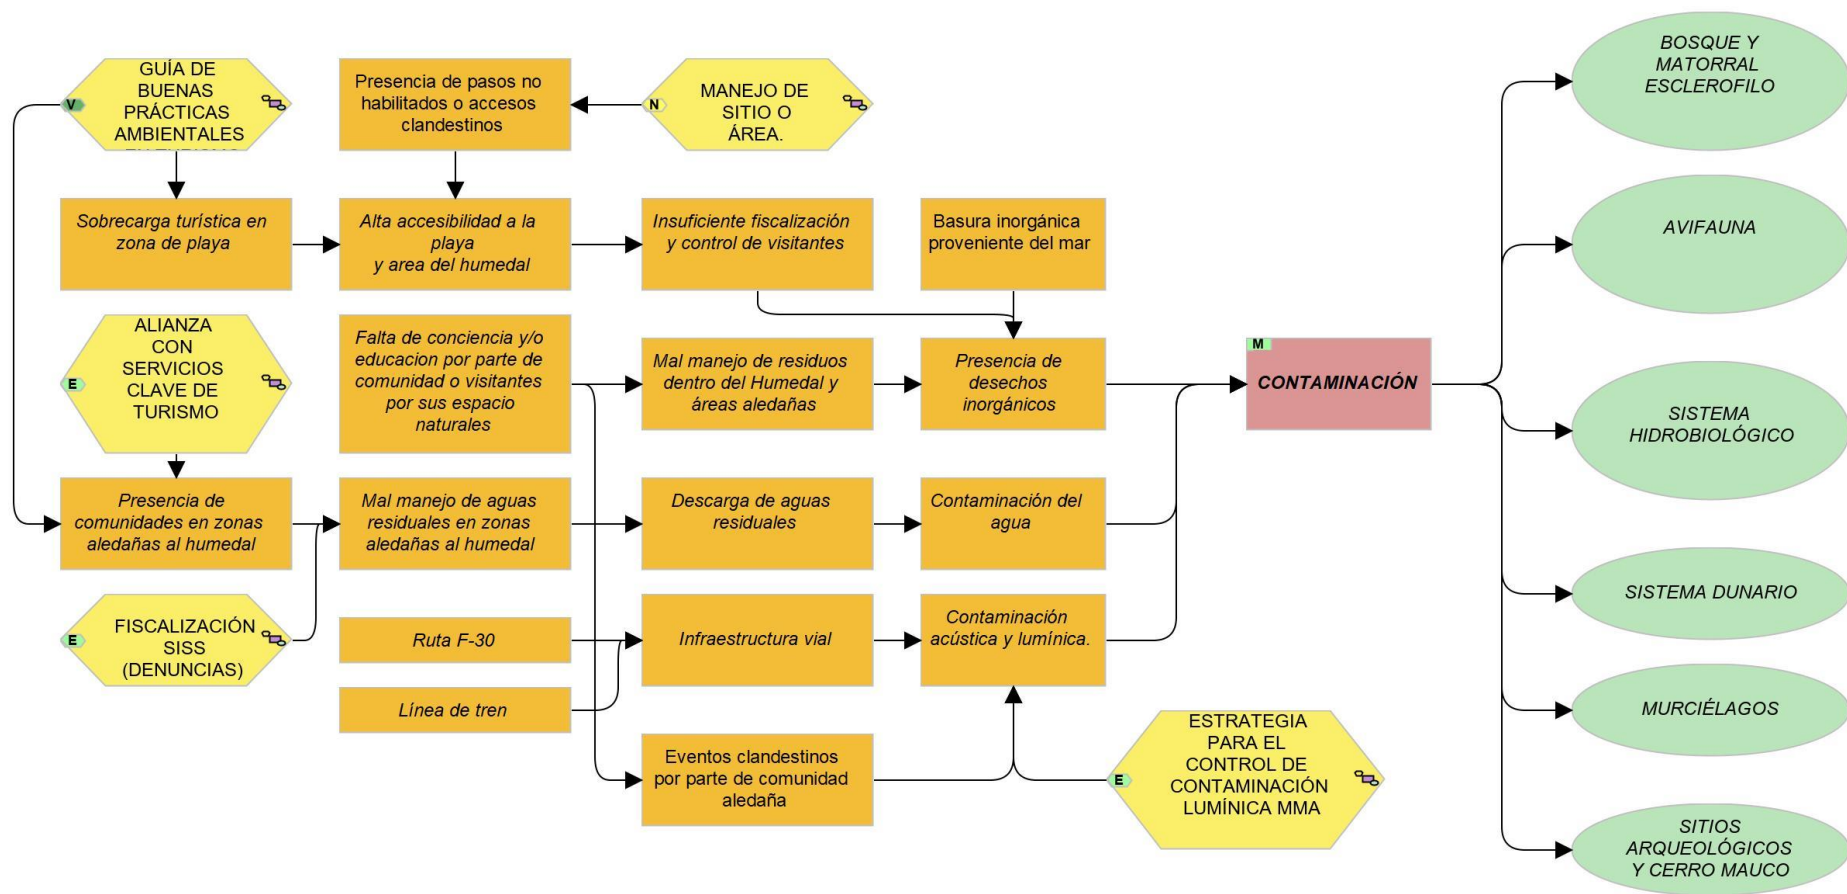 GUÍA DE
BUENAS
PRÁCTICAS
AMBIENTALES
V
Presencia de pasos no
habilitados o accesos
clandestinos
N
MANEJO DE
SITIO O
ÁREA.
BOSQUE Y
MATORRAL
ESCLEROFILO
Sobrecarga turística en
zona de playa
Alta accesibilidad a la
playa
y area del humedal
Insuficiente fiscalización
y control de visitantes
Basura inorgánica
proveniente del mar
AVIFAUNA
ALIANZA
CON
SERVICIOS
CLAVE DE
TURISMO
E
Falta de conciencia y/o
educacion por parte de
comunidad o visitantes
por sus espacio
naturales
Mal manejo de residuos
dentro del Humedal y
áreas aledañas
Presencia de
desechos
inorgánicos
M
CONTAMINACIÓN
SISTEMA
HIDROBIOLÓGICO
Presencia de
comunidades en zonas
aledañas al humedal
Mal manejo de aguas
residuales en zonas
aledañas al humedal
Descarga de aguas
residuales
Contaminación del
agua
SISTEMA DUNARIO
E
FISCALIZACIÓN
SISS
(DENUNCIAS)
Ruta F-30
Línea de tren
Infraestructura vial
Contaminación
acústica y lumínica.
MURCIÉLAGOS
Eventos clandestinos
por parte de comunidad
aledaña
E
ESTRATEGIA
PARA EL
CONTROL DE
CONTAMINACIÓN
LUMÍNICA MMA
SITIOS
ARQUEOLÓGICOS
Y CERRO MAUCO